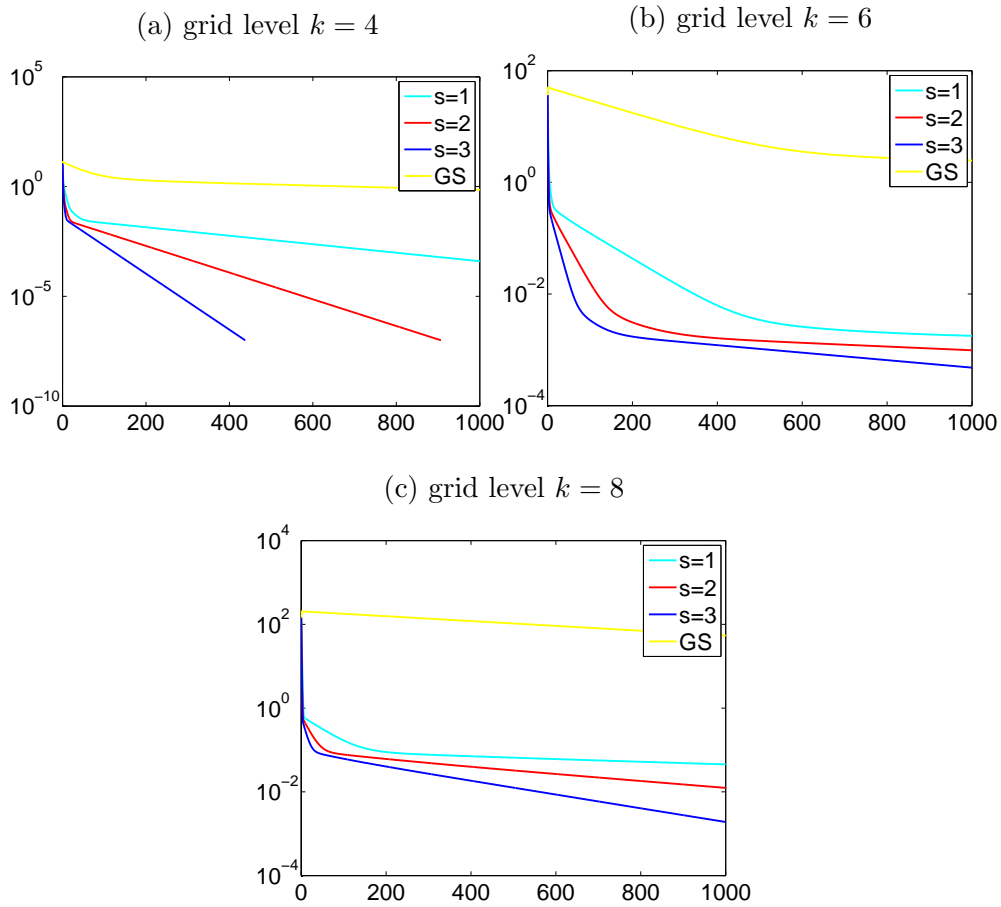 (a) grid level k = 4
10^5
10^0
10^-5
10^-10
0 200 400 600 800 1000
s=1
s=2
s=3
GS
(b) grid level k = 6
10^2
10^0
10^-2
10^-4
0 200 400 600 800 1000
s=1
s=2
s=3
GS
(c) grid level k = 8
10^4
10^2
10^0
10^-2
10^-4
0 200 400 600 800 1000
s=1
s=2
s=3
GS